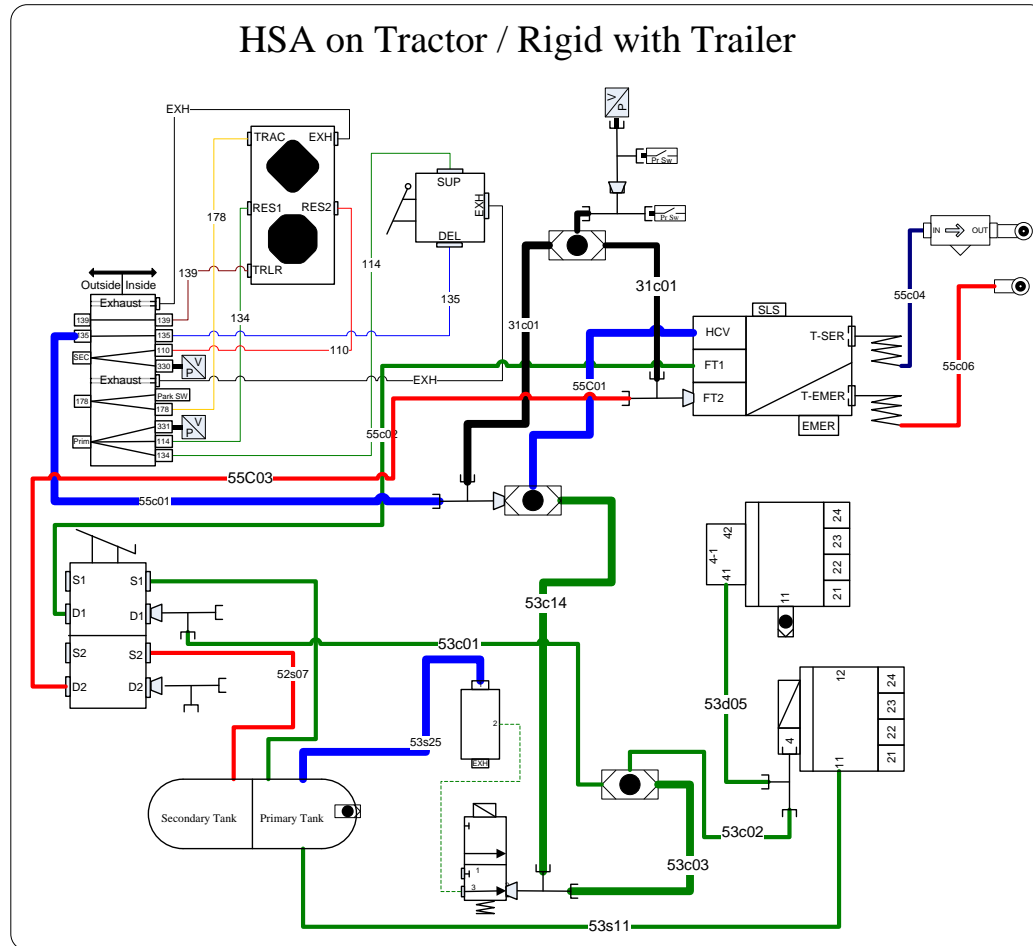 HSA on Tractor / Rigid with Trailer
EXH
TRAC EXH
RES1 RES2
TRLR
178
139
134
110
114
135
SUP
EXH
DEL
V
P
Pr Sw
Pr Sw
31c01
31c01
Outside Inside
Exhaust
139 139
135 135
110
SEC
330
V
P
Exhaust
EXH
Park SW
178
178
331
V
P
Prim
114
134
SLS
HCV
FT1
FT2
T-SER
T-EMER
EMER
IN OUT
55c04
55c06
55C01
55c02
55C03
55c01
S1 S1
D1 D1
S2 S2
D2 D2
53c14
53c01
52s07
53s25
2
EXH
Secondary Tank Primary Tank
1
3
42
4-1
41
11
24
23
22
21
53d05
12
4
11
24
23
22
21
53c02
53c03
53s11